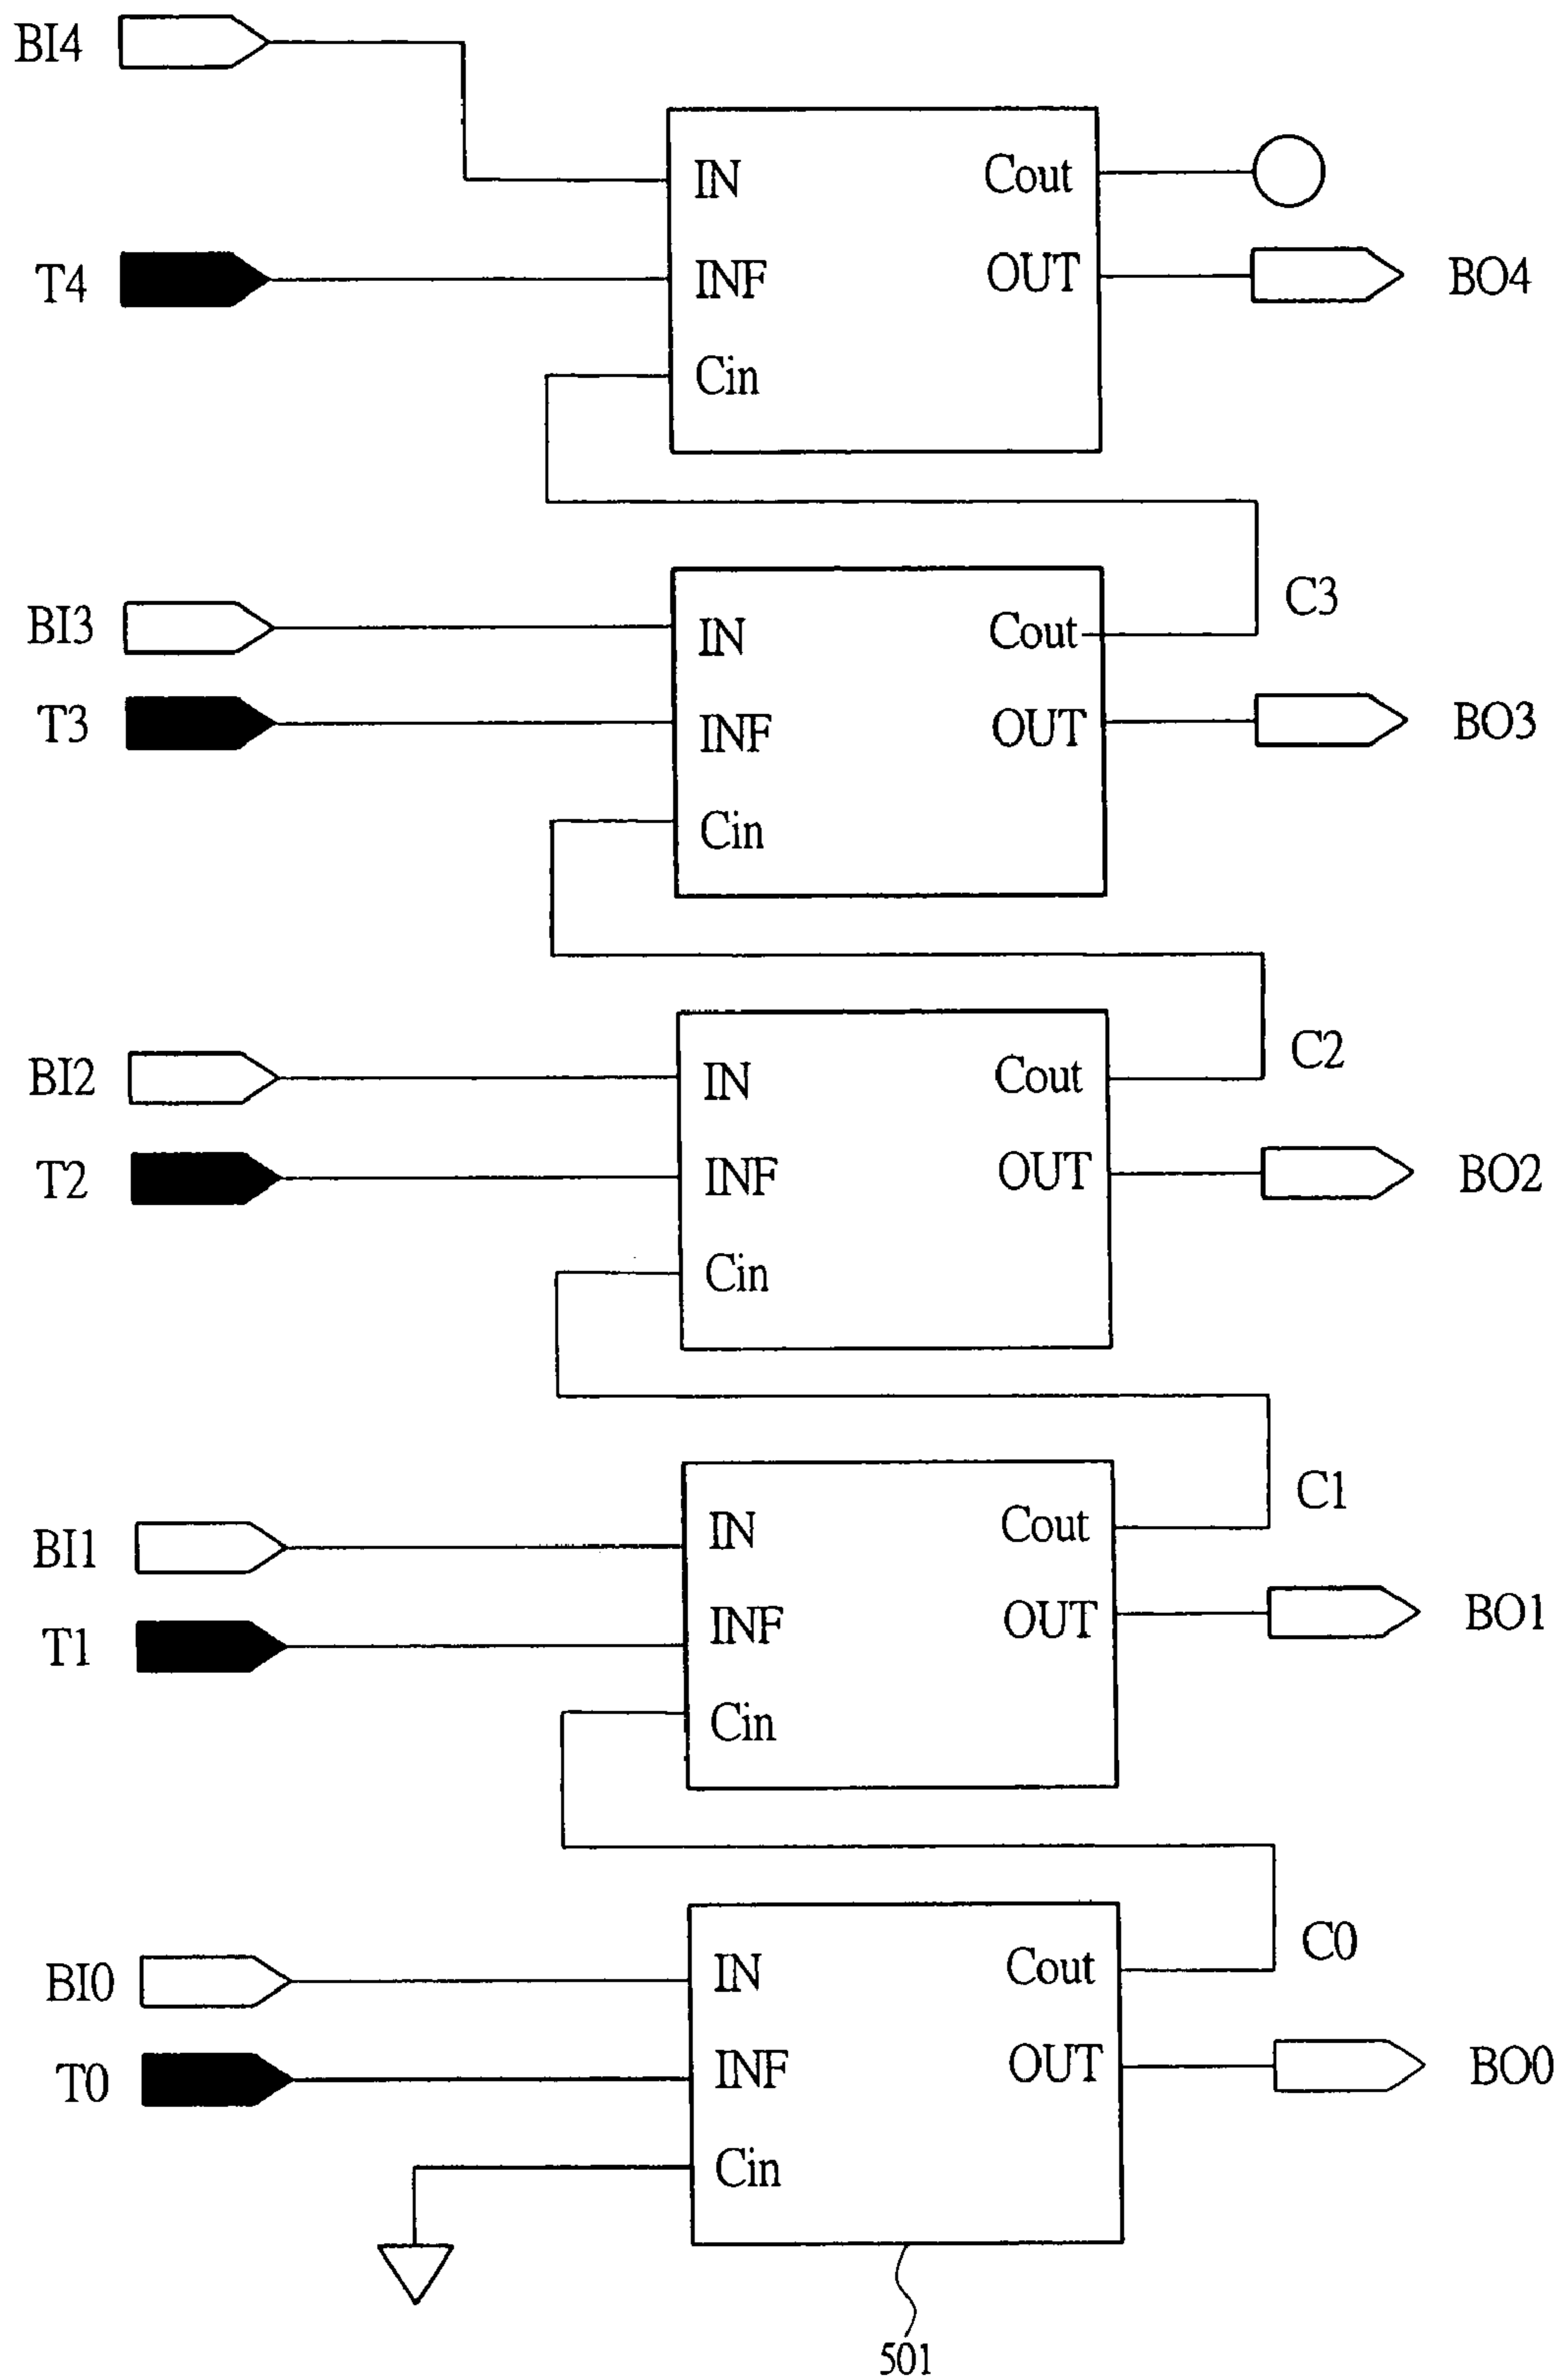 BI4
IN Cout
T4 INF OUT BO4
Cin
C3
BI3 IN Cout
T3 INF OUT BO3
Cin
C2
BI2 IN Cout
T2 INF OUT BO2
Cin
C1
BI1 IN Cout
T1 INF OUT BO1
Cin
C0
BI0 IN Cout
T0 INF OUT BO0
Cin
501